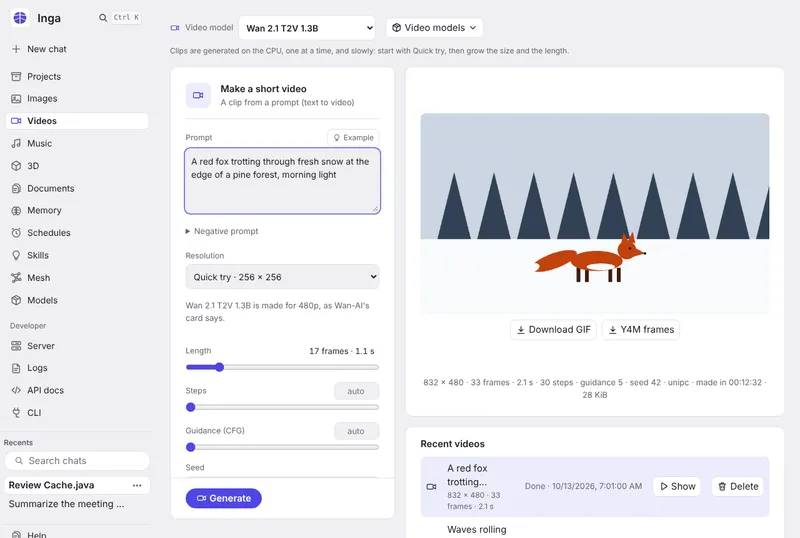 Inga
Ctrl K
New chat
Projects
Images
Videos
Music
3D
Documents
Memory
Schedules
Skills
Mesh
Models
Developer
Server
Logs
API docs
CLI
Recents
Search chats
Review Cache.java
Summarize the meeting ...
Help
Video model
Wan 2.1 T2V 1.3B
Video models
Clips are generated on the CPU, one at a time, and slowly: start with Quick try, then grow the size and the length.
Make a short video
A clip from a prompt (text to video)
Prompt
Example
A red fox trotting through fresh snow at the
edge of a pine forest, morning light
Negative prompt
Resolution
Quick try · 256 × 256
Wan 2.1 T2V 1.3B is made for 480p, as Wan-AI's
card says.
Length
17 frames · 1.1 s
Steps
auto
Guidance (CFG)
auto
Seed
Generate
Download GIF
Y4M frames
832 × 480 · 33 frames · 2.1 s · 30 steps · guidance 5 · seed 42 · unipc · made in 00:12:32 ·
28 KiB
Recent videos
A red fox
trotting...
832 × 480 · 33
frames · 2.1 s
Done · 10/13/2026, 7:01:00 AM
Show
Delete
Waves rolling